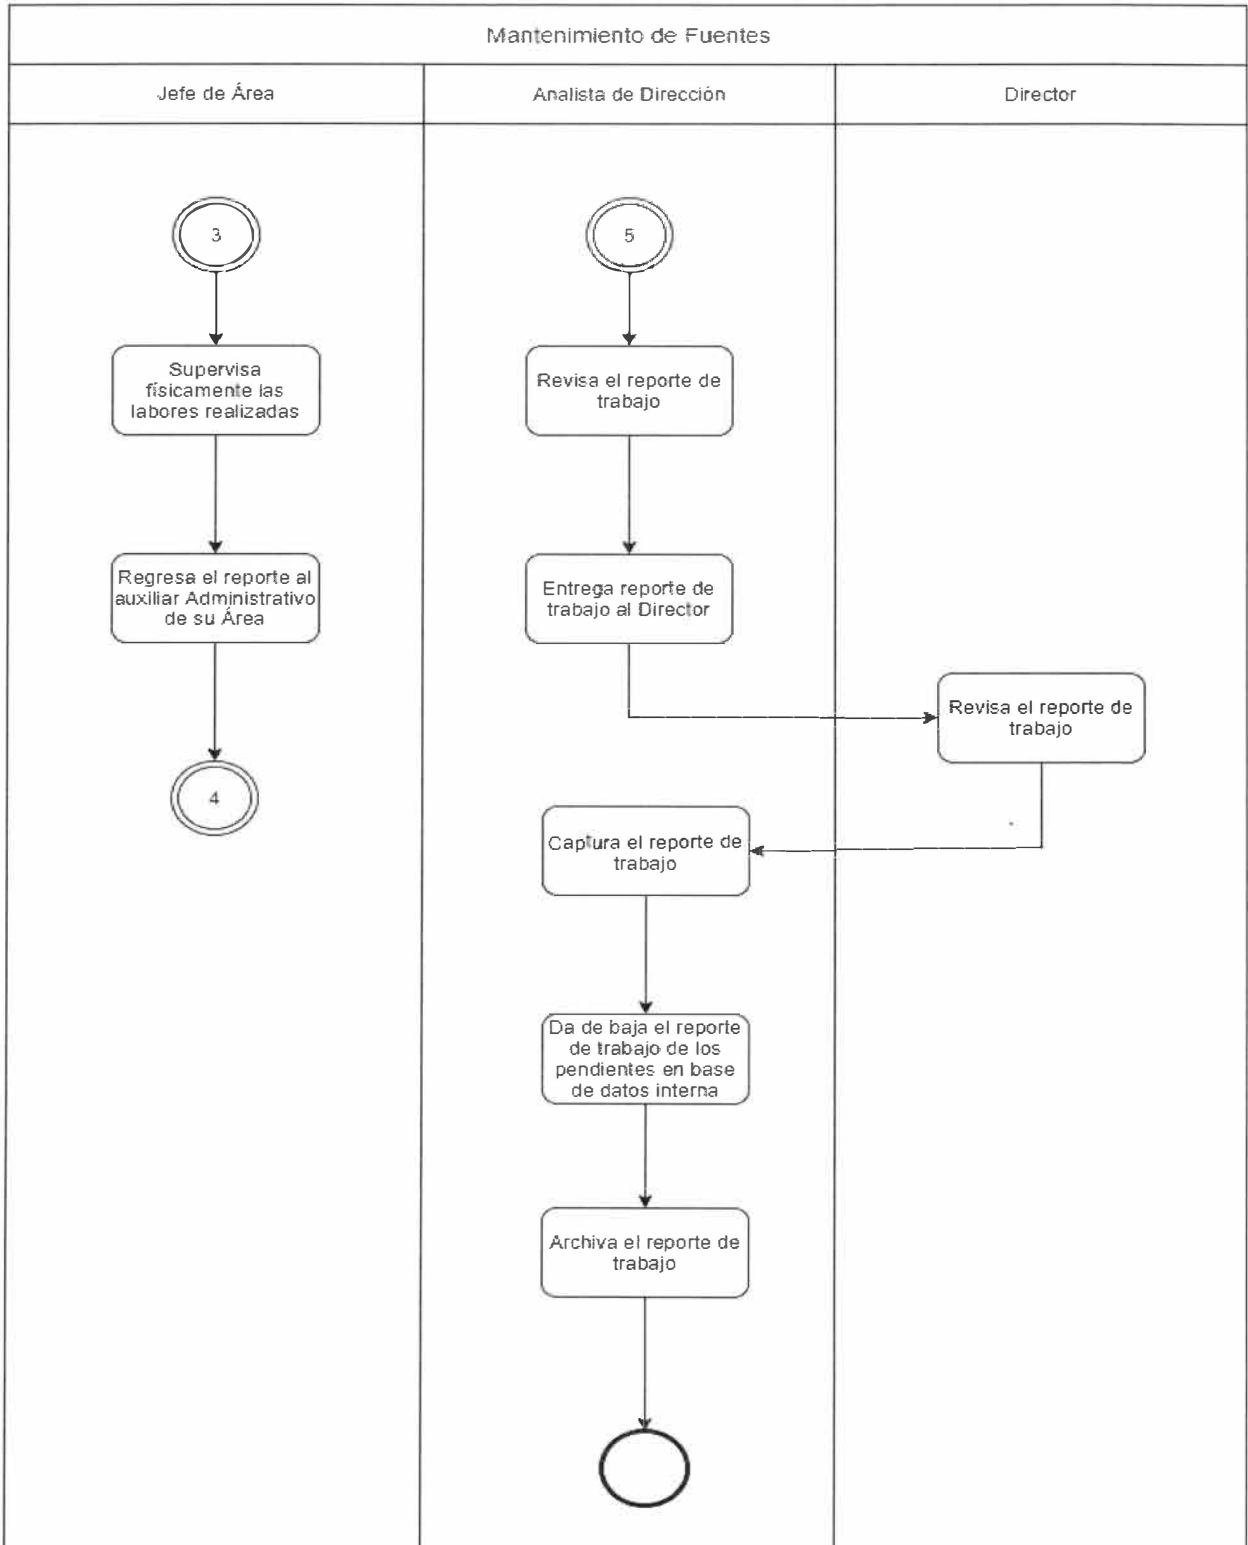 Mantenimiento de Fuentes
Jefe de Área
Analista de Dirección
Director
3
5
Supervisa
físicamente las
labores realizadas
Revisa el reporte de
trabajo
Regresa el reporte al
auxiliar Administrativo
de su Área
Entrega reporte de
trabajo al Director
Revisa el reporte de
trabajo
4
Captura el reporte de
trabajo
Da de baja el reporte
de trabajo de los
pendientes en base
de datos interna
Archiva el reporte de
trabajo